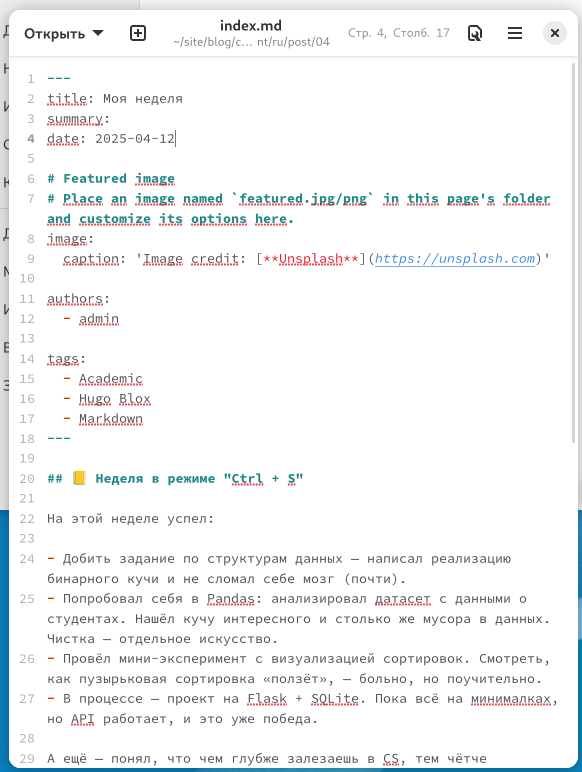 Открыть
index.md
~/site/blog/c… nt/ru/post/04
Стр. 4, Столб. 17
1 ---
2 title: Моя неделя
3 summary:
4 date: 2025-04-12
5
6 # Featured image
7 # Place an image named `featured.jpg/png` in this page's folder
and customize its options here.
8 image:
9 caption: 'Image credit: [**Unsplash**](https://unsplash.com)'
10
11 authors:
12 - admin
13
14 tags:
15 - Academic
16 - Hugo Blox
17 - Markdown
18 ---
19
20 ## 📒 Неделя в режиме "Ctrl + S"
21
22 На этой неделе успел:
23
24 - Добить задание по структурам данных — написал реализацию
бинарного кучи и не сломал себе мозг (почти).
25 - Попробовал себя в Pandas: анализировал датасет с данными о
студентах. Нашёл кучу интересного и столько же мусора в данных.
Чистка — отдельное искусство.
26 - Провёл мини-эксперимент с визуализацией сортировок. Смотреть,
как пузырьковая сортировка «ползёт», — больно, но поучительно.
27 - В процессе — проект на Flask + SQLite. Пока всё на минималках,
но API работает, и это уже победа.
28
29 А ещё — понял, что чем глубже залезаешь в CS, тем чётче